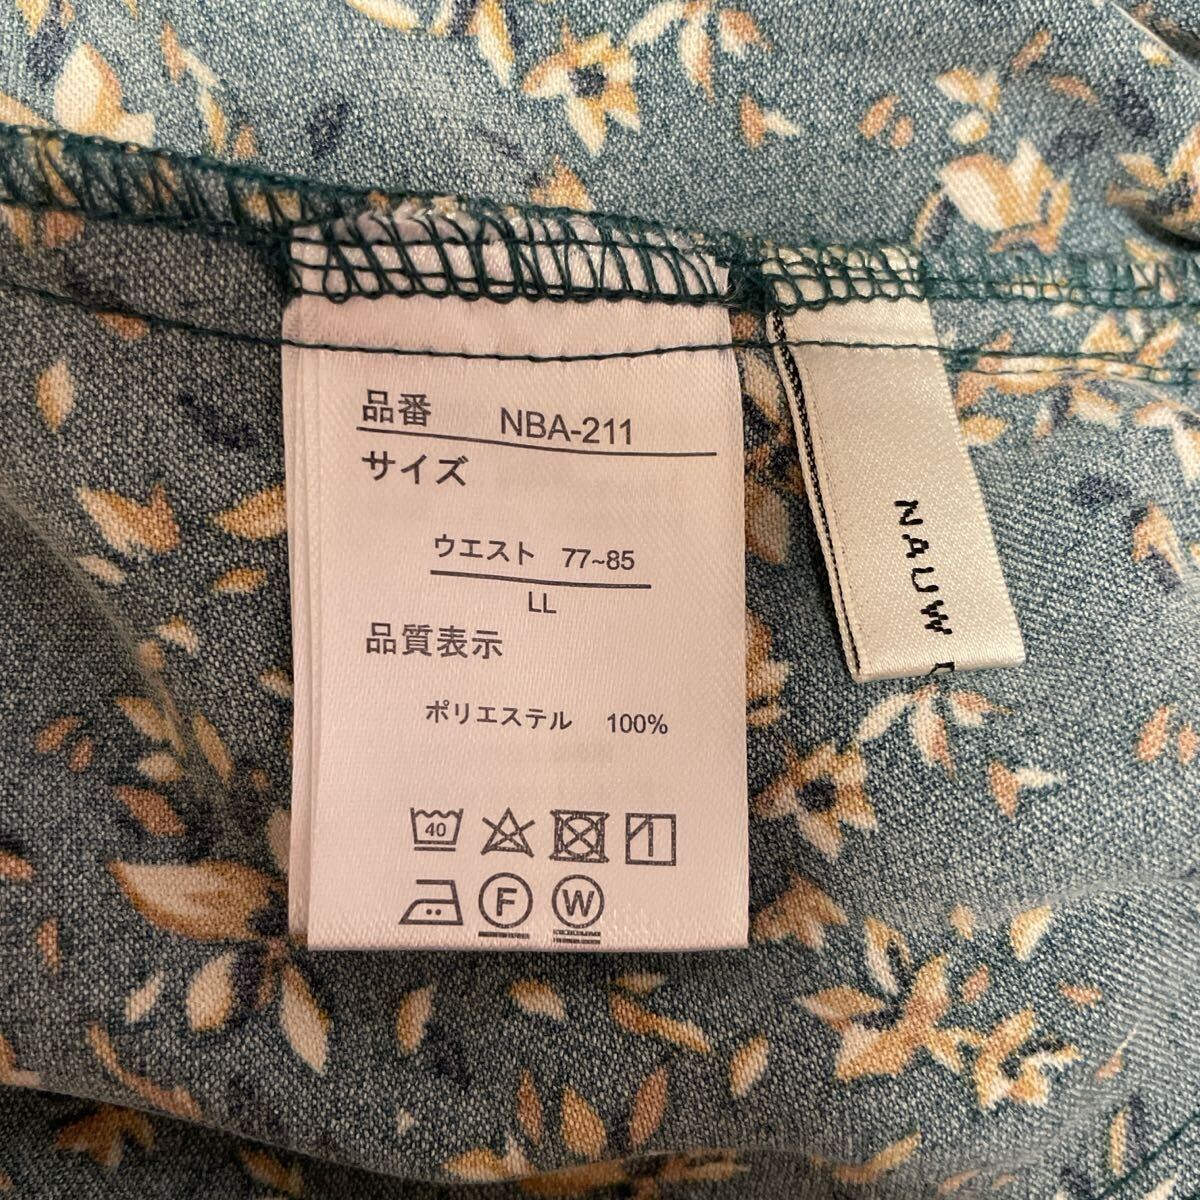 品番 NBA-211
サイズ
ウエスト 77~85
LL
品質表示
ポリエステル 100%
40
F W
NAUW